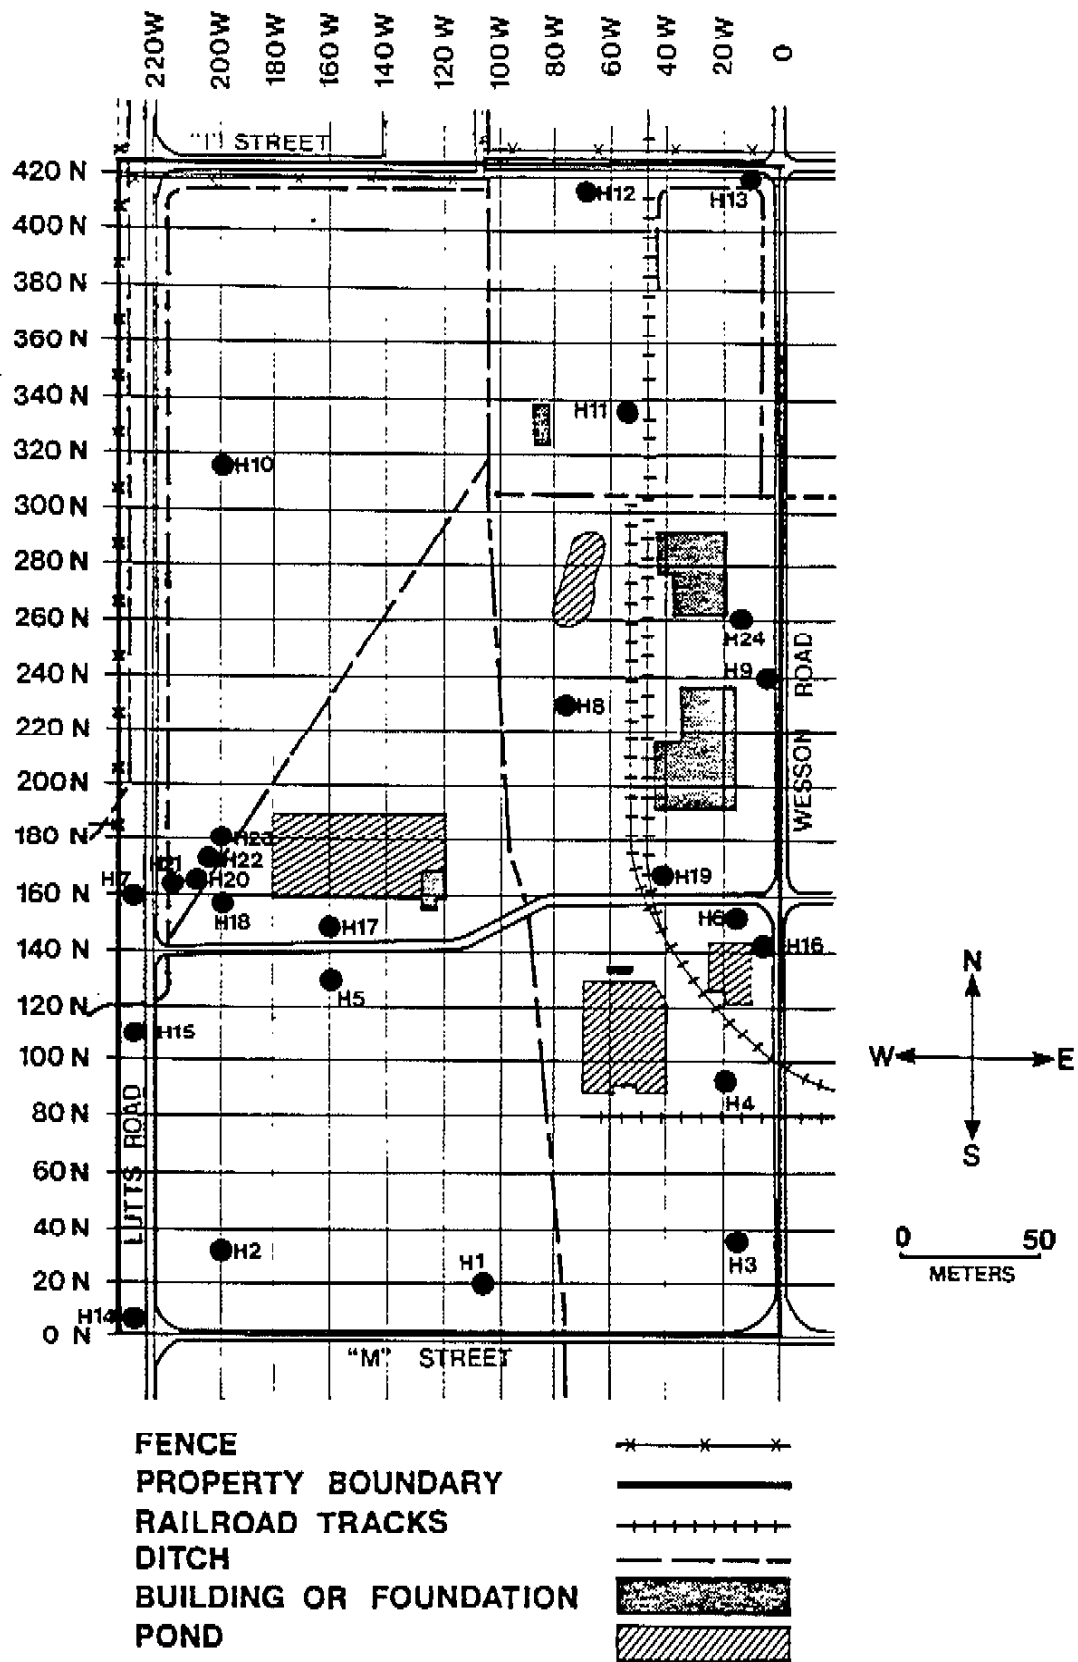 220W 200W 180W 160W 140W 120 W 100W 80W 60W 40W 20W 0
"I" STREET
420 N
H12 H13
400 N
380 N
360 N
340 N
H11
320 N
H10
300 N
280 N
260 N
H24
240 N
H9
H8
220 N
WESSON ROAD
200 N
180 N
H23
H22
H21
H7 H20 H19
160 N
H18 H17 H6
H16
140 N
H5
120 N
H15
100 N
W E
N
S
H4
80 N
LUTTS ROAD
60 N
40 N
H2 H1 H3
20 N
0 50
METERS
H14
0 N
"M" STREET
FENCE
PROPERTY BOUNDARY
RAILROAD TRACKS
DITCH
BUILDING OR FOUNDATION
POND